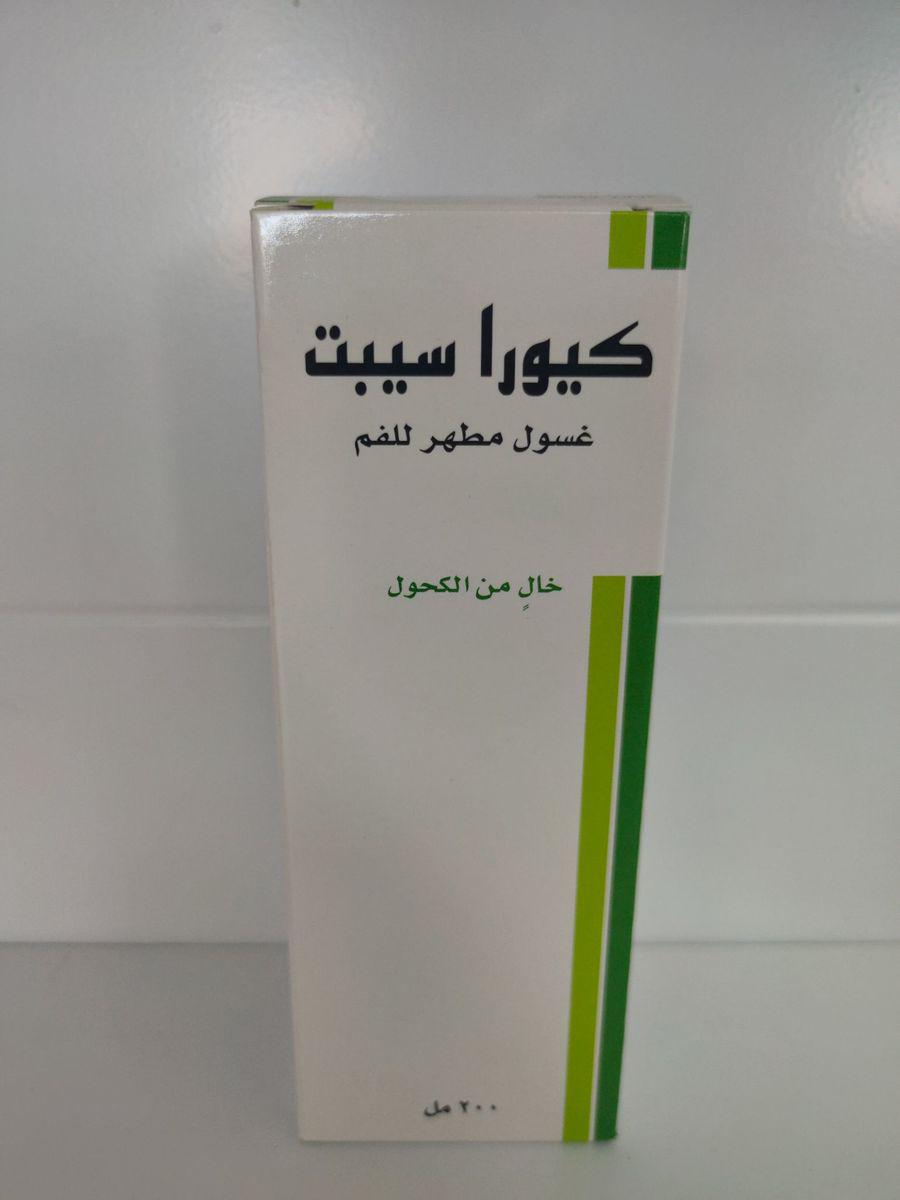 كيورا سيبت
غسول مطهر للفم
خالٍ من الكحول
٢٠٠ مل